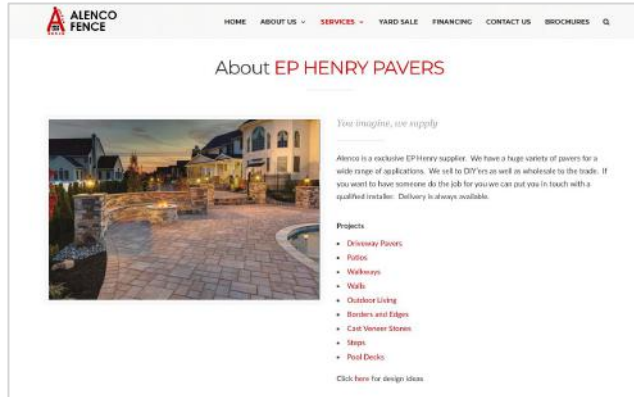 ALENCO
FENCE
HOME ABOUT US SERVICES YARD SALE FINANCING CONTACT US BROCHURES
About EP HENRY PAVERS
You imagine, we supply
Alenco is a exclusive EP Henry supplier. We have a huge variety of pavers for a
wide range of applications. We sell to DIY'ers as well as wholesale to the trade. If
you want to have someone do the job for you we can put you in touch with a
qualified installer. Delivery is always available.
Projects
Driveway Pavers
Patios
Walkways
Walls
Outdoor Living
Borders and Edges
Cast Veneer Stones
Steps
Pool Decks
Click here for design ideas